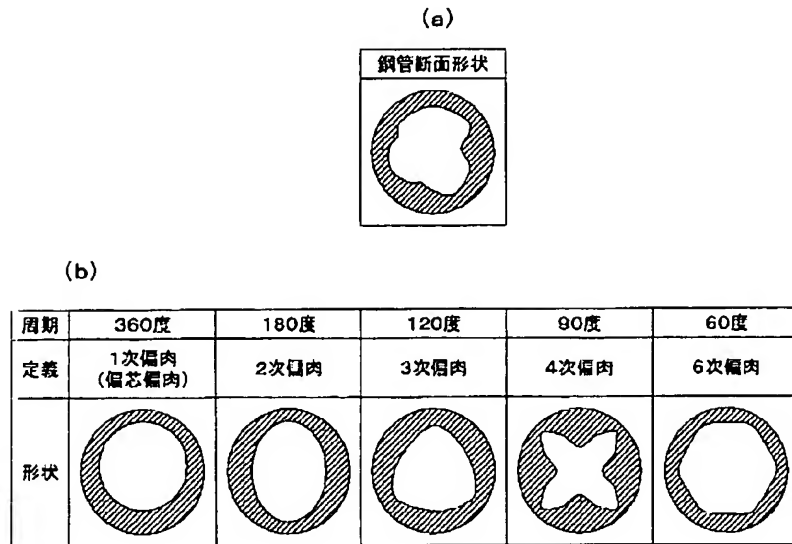 (a)
鋼管断面形状
(b)
周期 360度 180度 120度 90度 60度
定義 1次偏肉 (偏芯偏肉) 2次偏肉 3次偏肉 4次偏肉 6次偏肉
形状